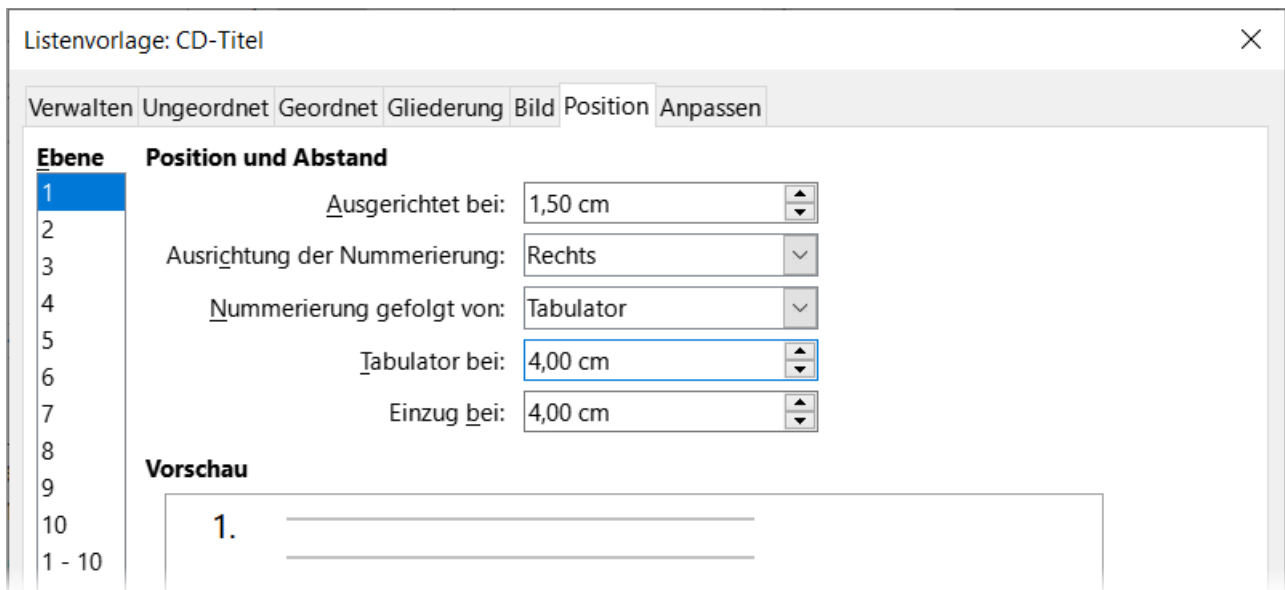 Listenvorlage: CD-Titel
Verwalten Ungeordnet Geordnet Gliederung Bild Position Anpassen
Ebene
1
2
3
4
5
6
7
8
9
10
1 - 10
Position und Abstand
Ausgerichtet bei: 1,50 cm
Ausrichtung der Nummerierung: Rechts
Nummerierung gefolgt von: Tabulator
Tabulator bei: 4,00 cm
Einzug bei: 4,00 cm
Vorschau
1.